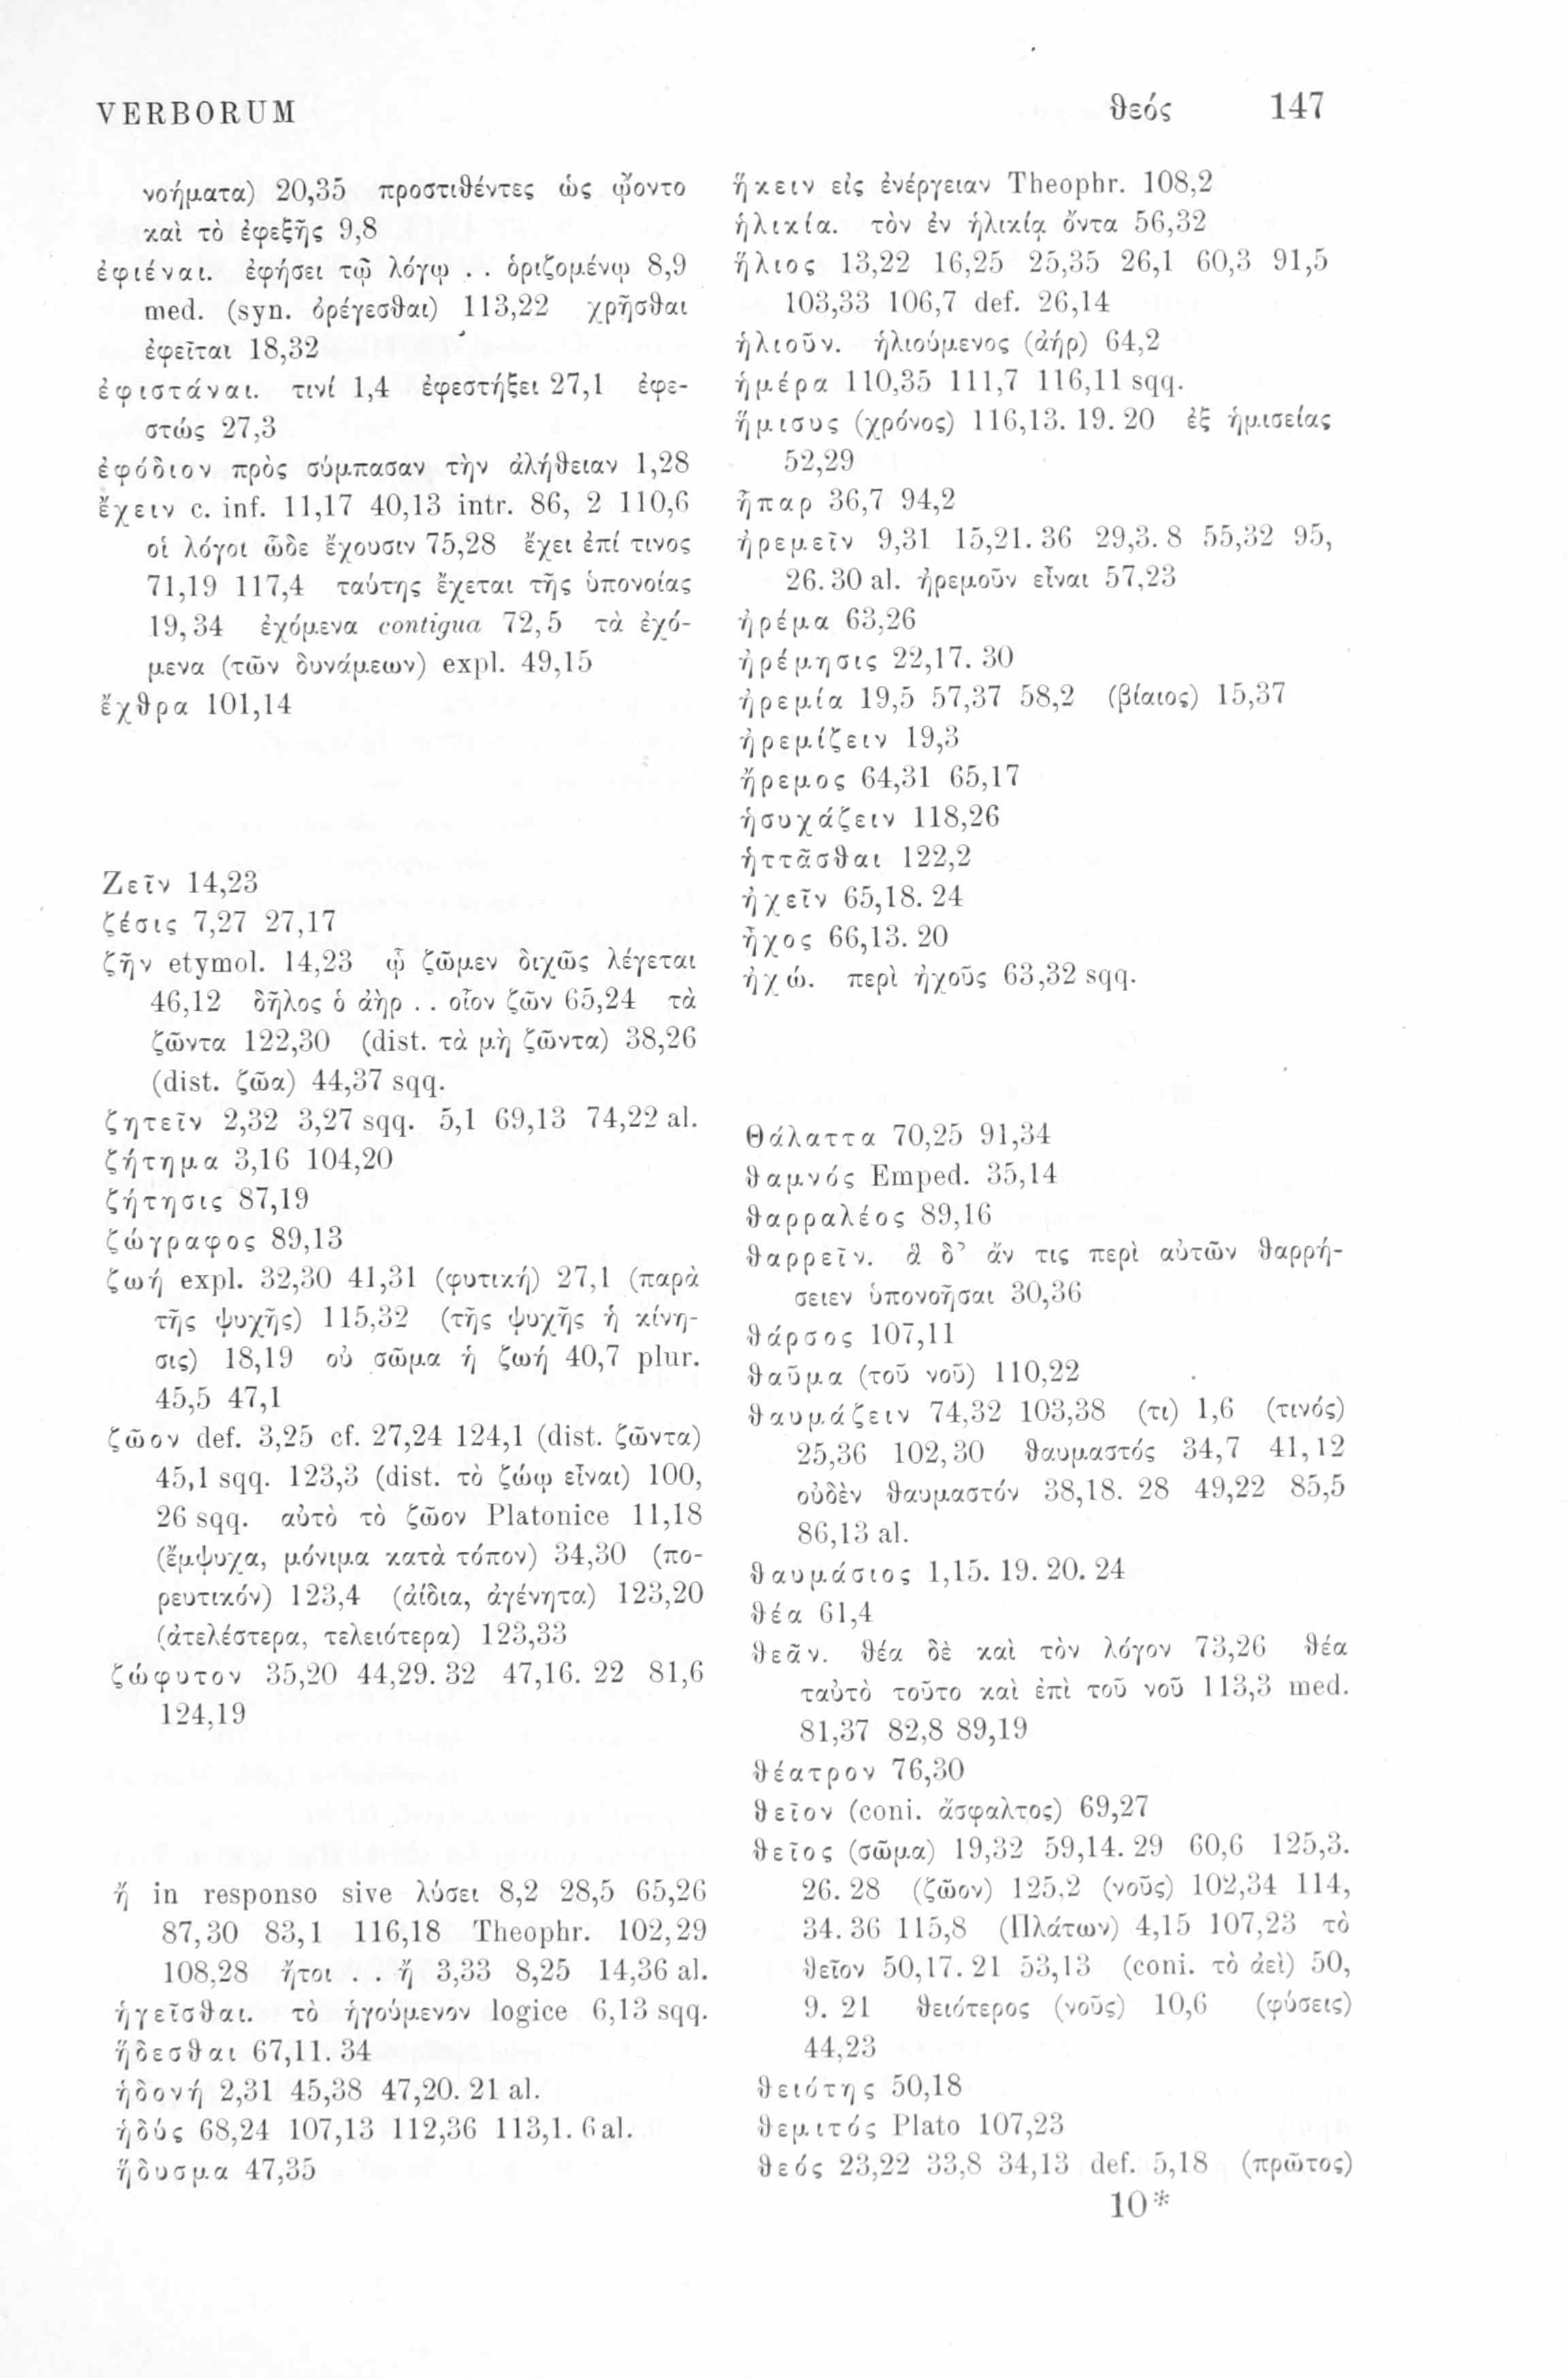 VERBORUM θεός 147
νοήματα) 20,35 προστιθέντες ὡς ᾤοντο
καὶ τὸ ἐφεξῆς 9,8
ἐφιέναι. ἐφήσει τῷ λόγῳ . . ὁριζομένῳ 8,9
med. (syn. ὀρέγεσθαι) 113,22 χρῆσθαι
ἐφεῖται 18,32
ἐφιστάναι. τινί 1,4 ἐφεστήξει 27,1 ἐφε-
στώς 27,3
ἐφόδιον πρὸς σύμπασαν τὴν ἀλήθειαν 1,28
ἔχειν c. inf. 11,17 40,13 intr. 86, 2 110,6
οἱ λόγοι ὧδε ἔχουσιν 75,28 ἔχει ἐπί τινος
71,19 117,4 ταύτης ἔχεται τῆς ὑπονοίας
19,34 ἐχόμενα contigua 72,5 τὰ ἐχό-
μενα (τῶν δυνάμεων) expl. 49,15
ἔχθρα 101,14
Ζεῖν 14,23
ζέσις 7,27 27,17
ζῆν etymol. 14,23 ᾧ ζῶμεν διχῶς λέγεται
46,12 δῆλος ὁ ἀὴρ . . οἷον ζῶν 65,24 τὰ
ζῶντα 122,30 (dist. τὰ μὴ ζῶντα) 38,26
(dist. ζῶα) 44,37 sqq.
ζητεῖν 2,32 3,27 sqq. 5,1 69,13 74,22 al.
ζήτημα 3,16 104,20
ζήτησις 87,19
ζώγραφος 89,13
ζωή expl. 32,30 41,31 (φυτική) 27,1 (παρὰ
τῆς ψυχῆς) 115,32 (τῆς ψυχῆς ἡ κίνη-
σις) 18,19 οὐ σῶμα ἡ ζωή 40,7 plur.
45,5 47,1
ζῶον def. 3,25 cf. 27,24 124,1 (dist. ζῶντα)
45,1 sqq. 123,3 (dist. τὸ ζώῳ εἶναι) 100,
26 sqq. αὐτὸ τὸ ζῶον Platonice 11,18
(ἔμψυχα, μόνιμα κατὰ τόπον) 34,30 (πο-
ρευτικόν) 123,4 (ἀίδια, ἀγένητα) 123,20
(ἀτελέστερα, τελειότερα) 123,33
ζώφυτον 35,20 44,29. 32 47,16. 22 81,6
124,19
ἤ in responso sive λύσει 8,2 28,5 65,26
87,30 83,1 116,18 Theophr. 102,29
108,28 ἤτοι . . ἤ 3,33 8,25 14,36 al.
ἡγεῖσθαι. τὸ ἡγούμενον logice 6,13 sqq.
ἥδεσθαι 67,11. 34
ἡδονή 2,31 45,38 47,20. 21 al.
ἡδύς 68,24 107,13 112,36 113,1. 6 al.
ἥδυσμα 47,35
ἥκειν εἰς ἐνέργειαν Theophr. 108,2
ἡλικία. τὸν ἐν ἡλικίᾳ ὄντα 56,32
ἥλιος 13,22 16,25 25,35 26,1 60,3 91,5
103,33 106,7 def. 26,14
ἡλιοῦν. ἡλιούμενος (ἀήρ) 64,2
ἡμέρα 110,35 111,7 116,11 sqq.
ἥμισυς (χρόνος) 116,13. 19. 20 ἐξ ἡμισείας
52,29
ἧπαρ 36,7 94,2
ἠρεμεῖν 9,31 15,21. 36 29,3. 8 55,32 95,
26. 30 al. ἠρεμοῦν εἶναι 57,23
ἠρέμα 63,26
ἠρέμησις 22,17. 30
ἠρεμία 19,5 57,37 58,2 (βίαιος) 15,37
ἠρεμίζειν 19,3
ἤρεμος 64,31 65,17
ἡσυχάζειν 118,26
ἡττᾶσθαι 122,2
ἠχεῖν 65,18. 24
ἦχος 66,13. 20
ἠχώ. περὶ ἠχοῦς 63,32 sqq.
Θάλαττα 70,25 91,34
θαμνός Emped. 35,14
θαρραλέος 89,16
θαρρεῖν. ἃ δ’ ἄν τις περὶ αὐτῶν θαρρή-
σειεν ὑπονοῆσαι 30,36
θάρσος 107,11
θαῦμα (τοῦ νοῦ) 110,22
θαυμάζειν 74,32 103,38 (τι) 1,6 (τινός)
25,36 102,30 θαυμαστός 34,7 41,12
οὐδὲν θαυμαστόν 38,18. 28 49,22 85,5
86,13 al.
θαυμάσιος 1,15. 19. 20. 24
θέα 61,4
θεᾶν. θέα δὲ καὶ τὸν λόγον 73,26 θέα
ταὐτὸ τοῦτο καὶ ἐπὶ τοῦ νοῦ 113,3 med.
81,37 82,8 89,19
θέατρον 76,30
θεῖον (coni. ἄσφαλτος) 69,27
θεῖος (σῶμα) 19,32 59,14. 29 60,6 125,3.
26. 28 (ζῶον) 125,2 (νοῦς) 102,34 114,
34. 36 115,8 (Πλάτων) 4,15 107,23 τὸ
θεῖον 50,17. 21 53,13 (coni. τὸ ἀεὶ) 50,
9. 21 θειότερος (νοῦς) 10,6 (φύσεις)
44,23
θειότης 50,18
θεμιτός Plato 107,23
θεός 23,22 33,8 34,13 def. 5,18 (πρῶτος)
10*